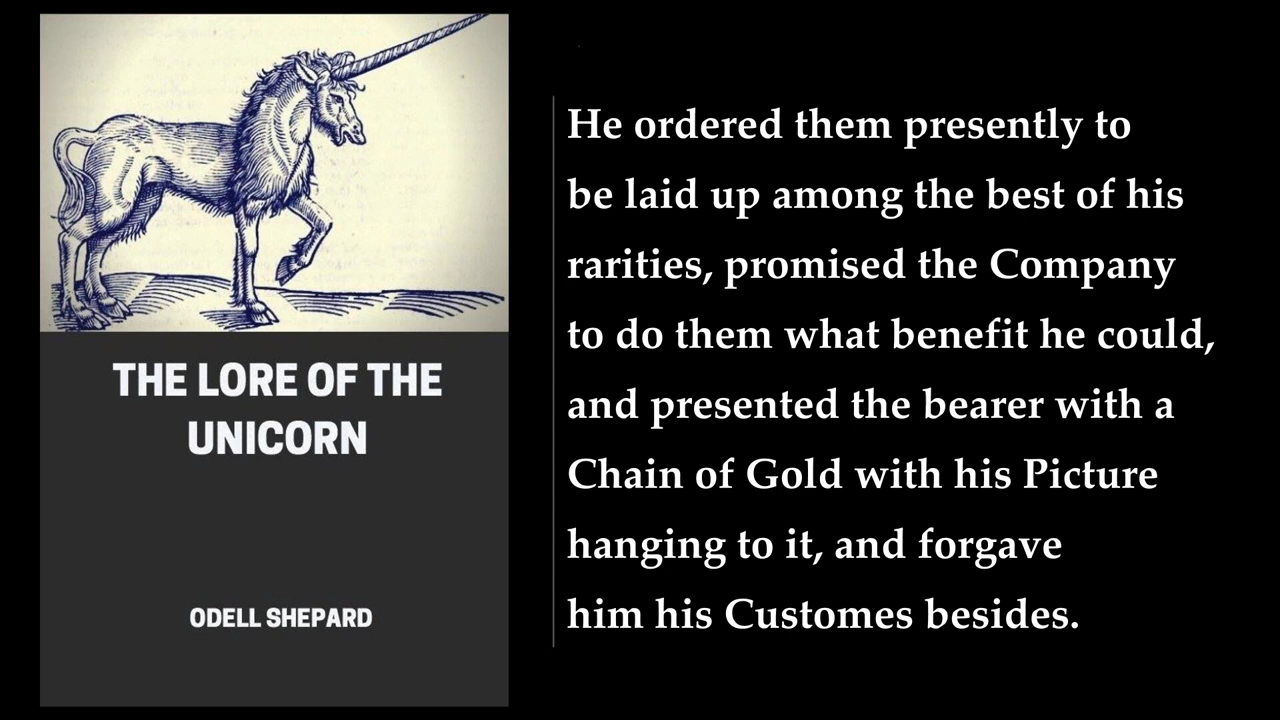 THE LORE OF THE
UNICORN
ODELL SHEPARD
He ordered them presently to
be laid up among the best of his
rarities, promised the Company
to do them what benefit he could,
and presented the bearer with a
Chain of Gold with his Picture
hanging to it, and forgave
him his Customes besides.